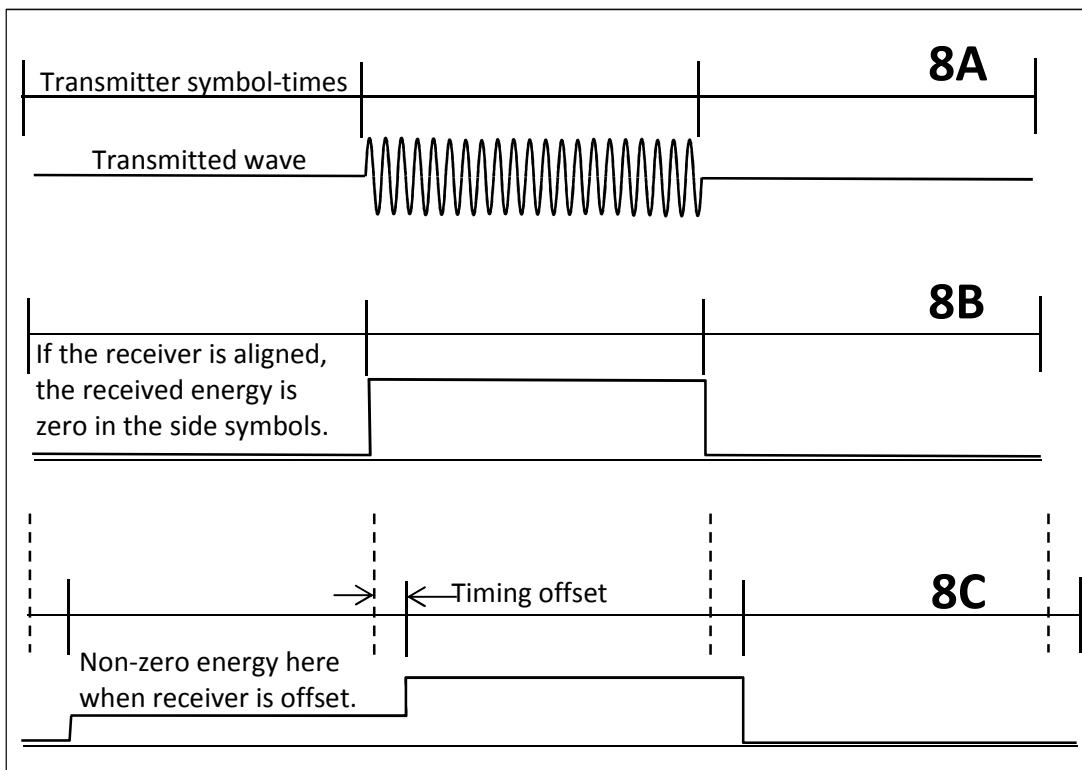 8A
Transmitter symbol-times
Transmitted wave
8B
If the receiver is aligned,
the received energy is
zero in the side symbols.
Timing offset
8C
Non-zero energy here
when receiver is offset.